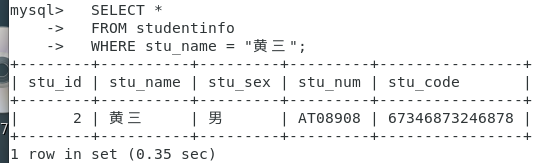 mysql> SELECT *
-> FROM studentinfo
-> WHERE stu_name = "黄三";
+--------+----------+---------+---------+----------------+
| stu_id | stu_name | stu_sex | stu_num | stu_code |
+--------+----------+---------+---------+----------------+
| 2 | 黄三 | 男 | AT08908 | 67346873246878 |
+--------+----------+---------+---------+----------------+
1 row in set (0.35 sec)